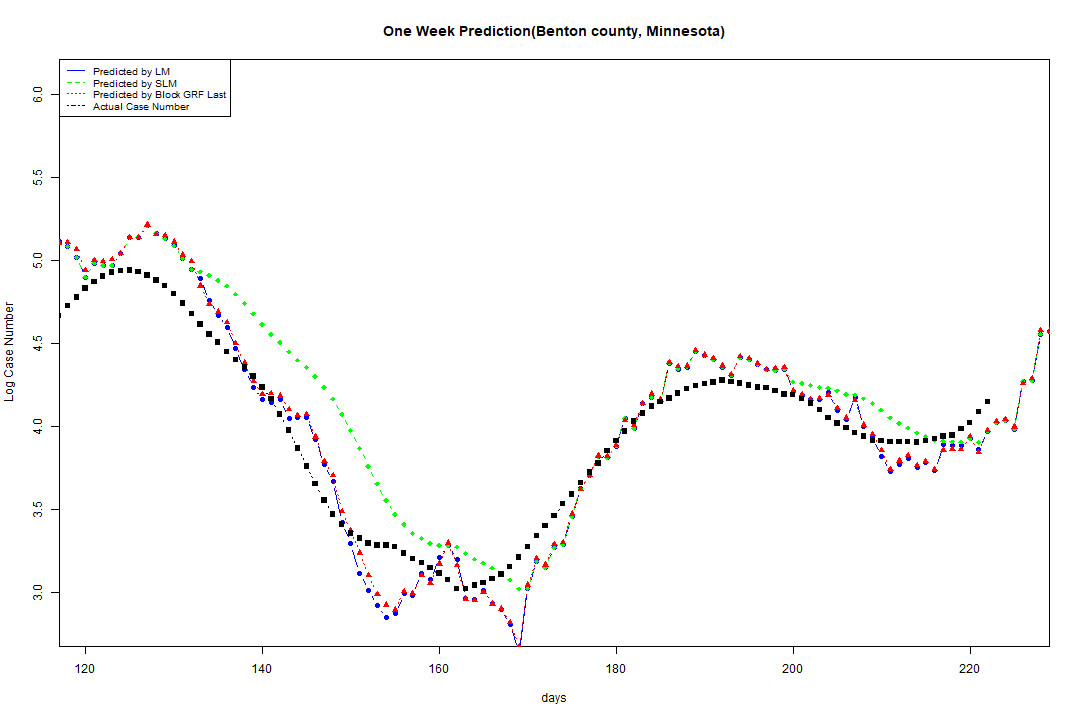 One Week Prediction(Benton county, Minnesota)
Predicted by LM
Predicted by SLM
Predicted by Block GRF Last
Actual Case Number
6.0
5.5
5.0
4.5
4.0
3.5
3.0
Log Case Number
120 140 160 180 200 220
days